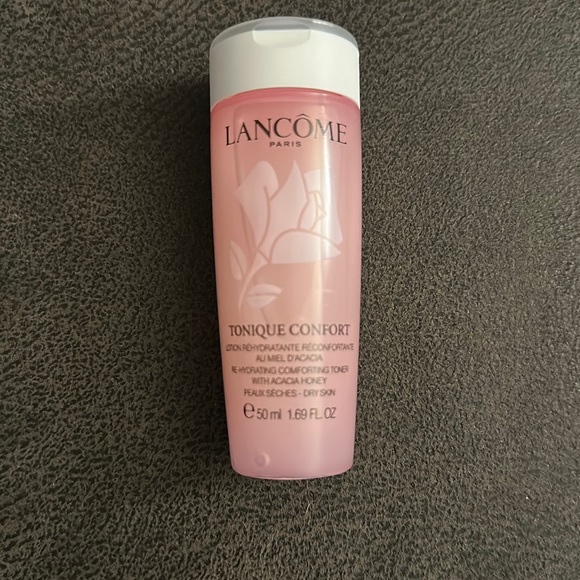 LANCÔME
PARIS
TONIQUE CONFORT
LOTION RÉHYDRATANTE RÉCONFORTANTE
AU MIEL D'ACACIA
RE-HYDRATING COMFORTING TONER
WITH ACACIA HONEY
PEAUX SÈCHES - DRY SKIN
℮ 50 ml 1.69 FL.OZ